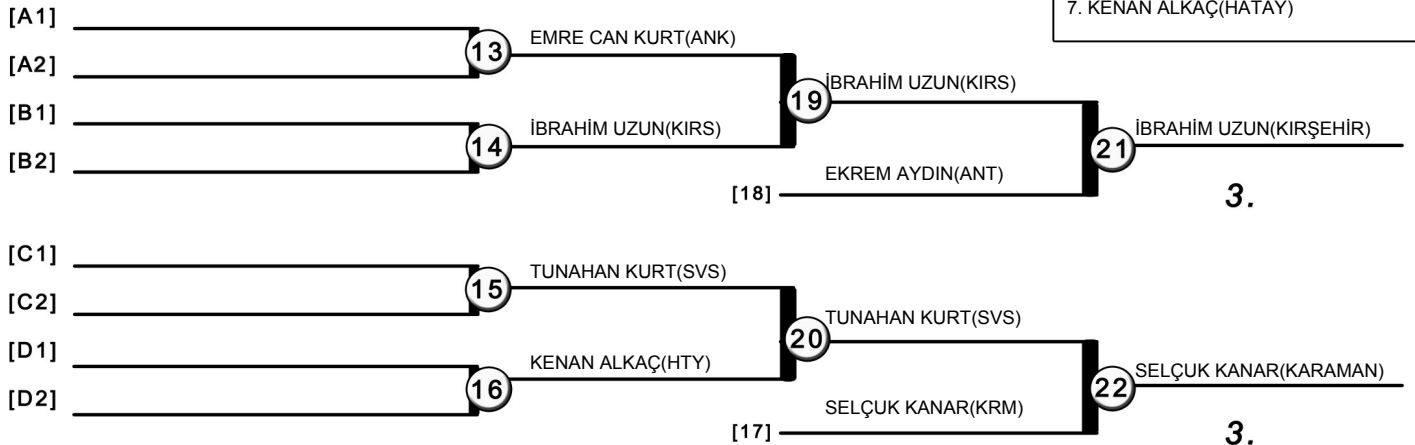 7. KENAN ALKAÇ(HATAY)
[A1]
13
EMRE CAN KURT(ANK)
[A2]
19
İBRAHİM UZUN(KIRS)
[B1]
14
İBRAHİM UZUN(KIRS)
21
İBRAHİM UZUN(KIRŞEHİR)
[B2]
EKREM AYDIN(ANT)
[18]
3.
[C1]
15
TUNAHAN KURT(SVS)
[C2]
20
TUNAHAN KURT(SVS)
[D1]
16
KENAN ALKAÇ(HTY)
22
SELÇUK KANAR(KARAMAN)
[D2]
SELÇUK KANAR(KRM)
[17]
3.